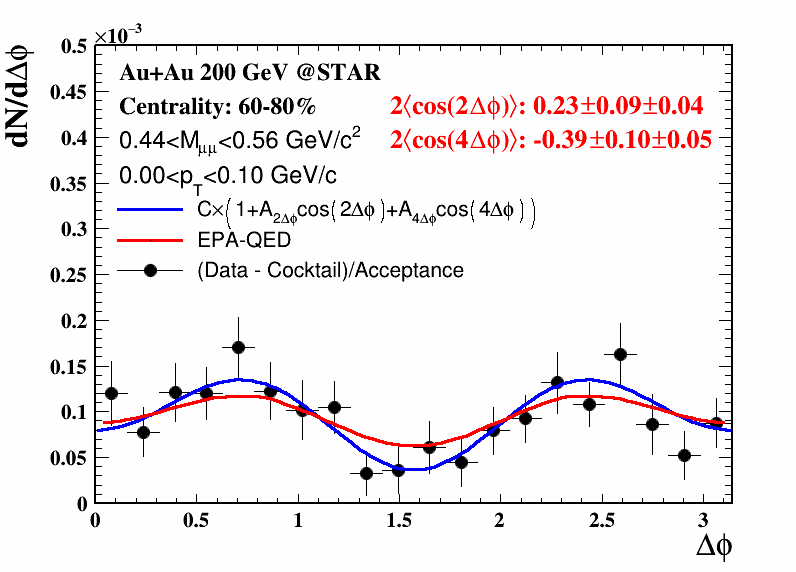 ×10⁻³
dN/dΔϕ
Au+Au 200 GeV @STAR
Centrality: 60-80%
2⟨cos(2Δϕ)⟩: 0.23±0.09±0.04
0.44<Mμμ<0.56 GeV/c²
2⟨cos(4Δϕ)⟩: -0.39±0.10±0.05
0.00<pT<0.10 GeV/c
C×(1+A2Δϕcos(2Δϕ)+A4Δϕcos(4Δϕ))
EPA-QED
(Data - Cocktail)/Acceptance
0.5
0.45
0.4
0.35
0.3
0.25
0.2
0.15
0.1
0.05
0
0 0.5 1 1.5 2 2.5 3
Δϕ